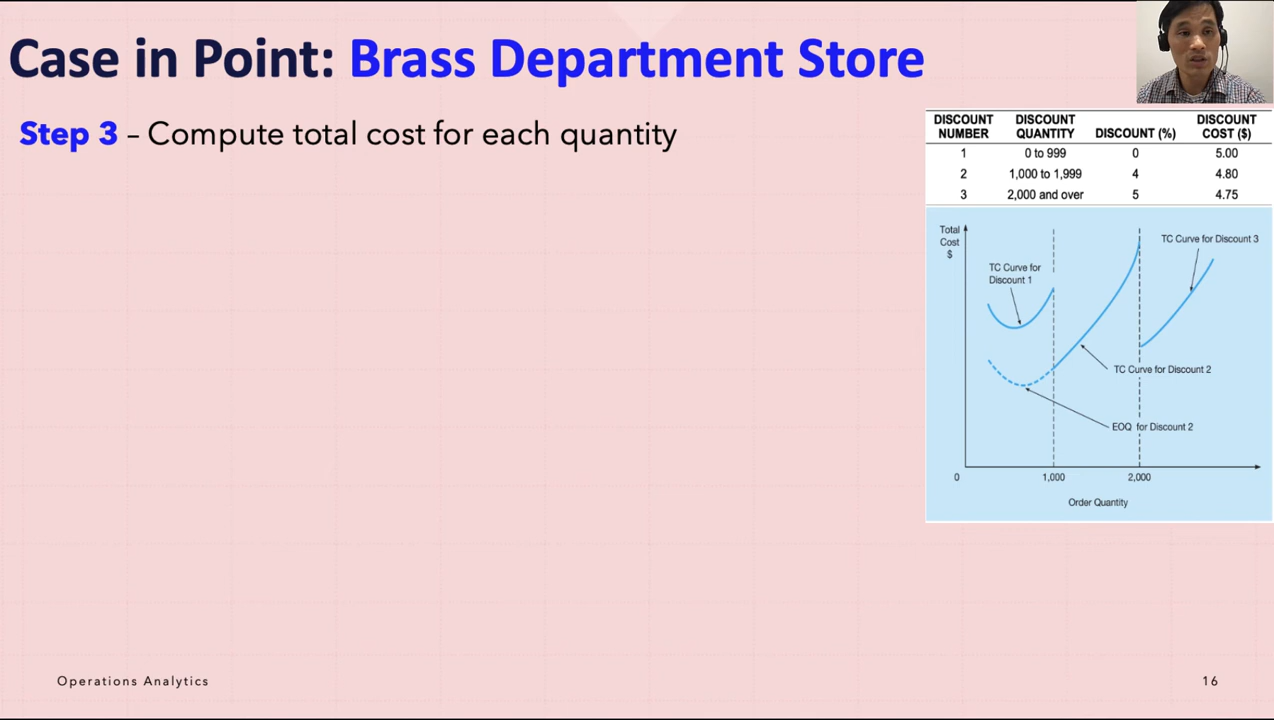 Case in Point: Brass Department Store
Step 3 – Compute total cost for each quantity
DISCOUNT NUMBER DISCOUNT QUANTITY DISCOUNT (%) DISCOUNT COST ($)
1 0 to 999 0 5.00
2 1,000 to 1,999 4 4.80
3 2,000 and over 5 4.75
Total
Cost
$
TC Curve for Discount 3
TC Curve for
Discount 1
TC Curve for Discount 2
EOQ for Discount 2
0 1,000 2,000
Order Quantity
Operations Analytics
16